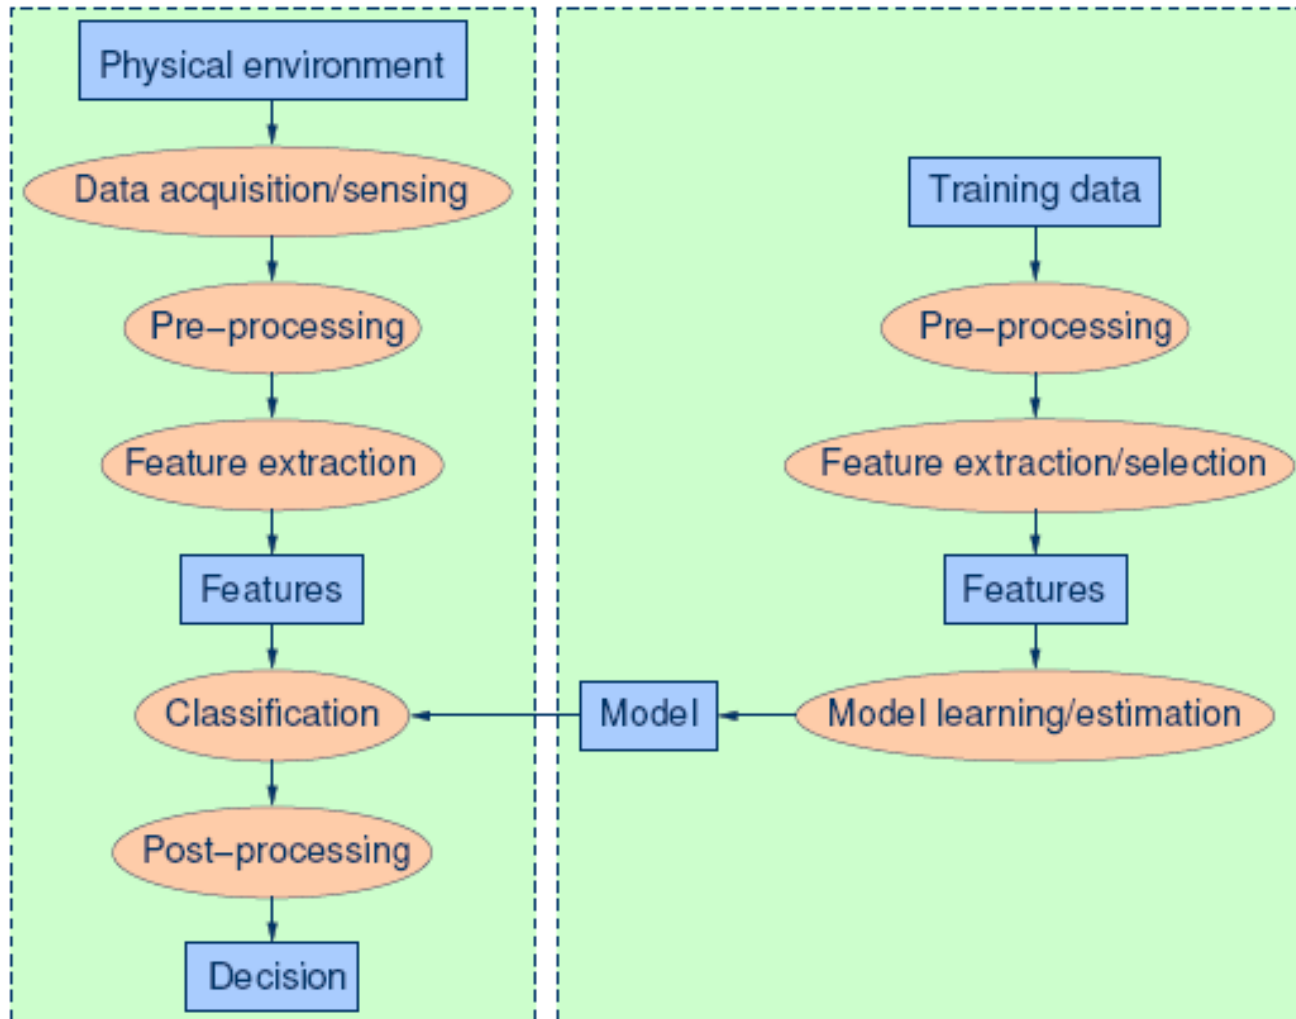 Physical environment
Data acquisition/sensing
Pre–processing
Feature extraction
Features
Classification
Post–processing
Decision
Training data
Pre–processing
Feature extraction/selection
Features
Model learning/estimation
Model